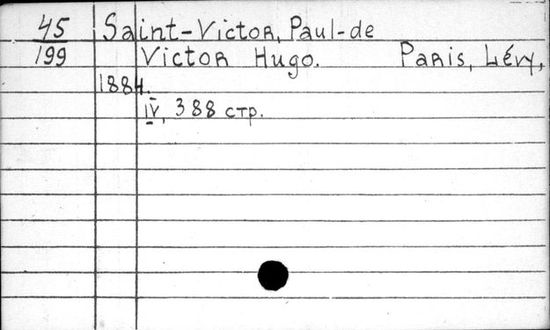 45 Saint-Victor, Paul-de
199 Victor Hugo. Paris, Lévy,
1884.
IV, 388 стр.